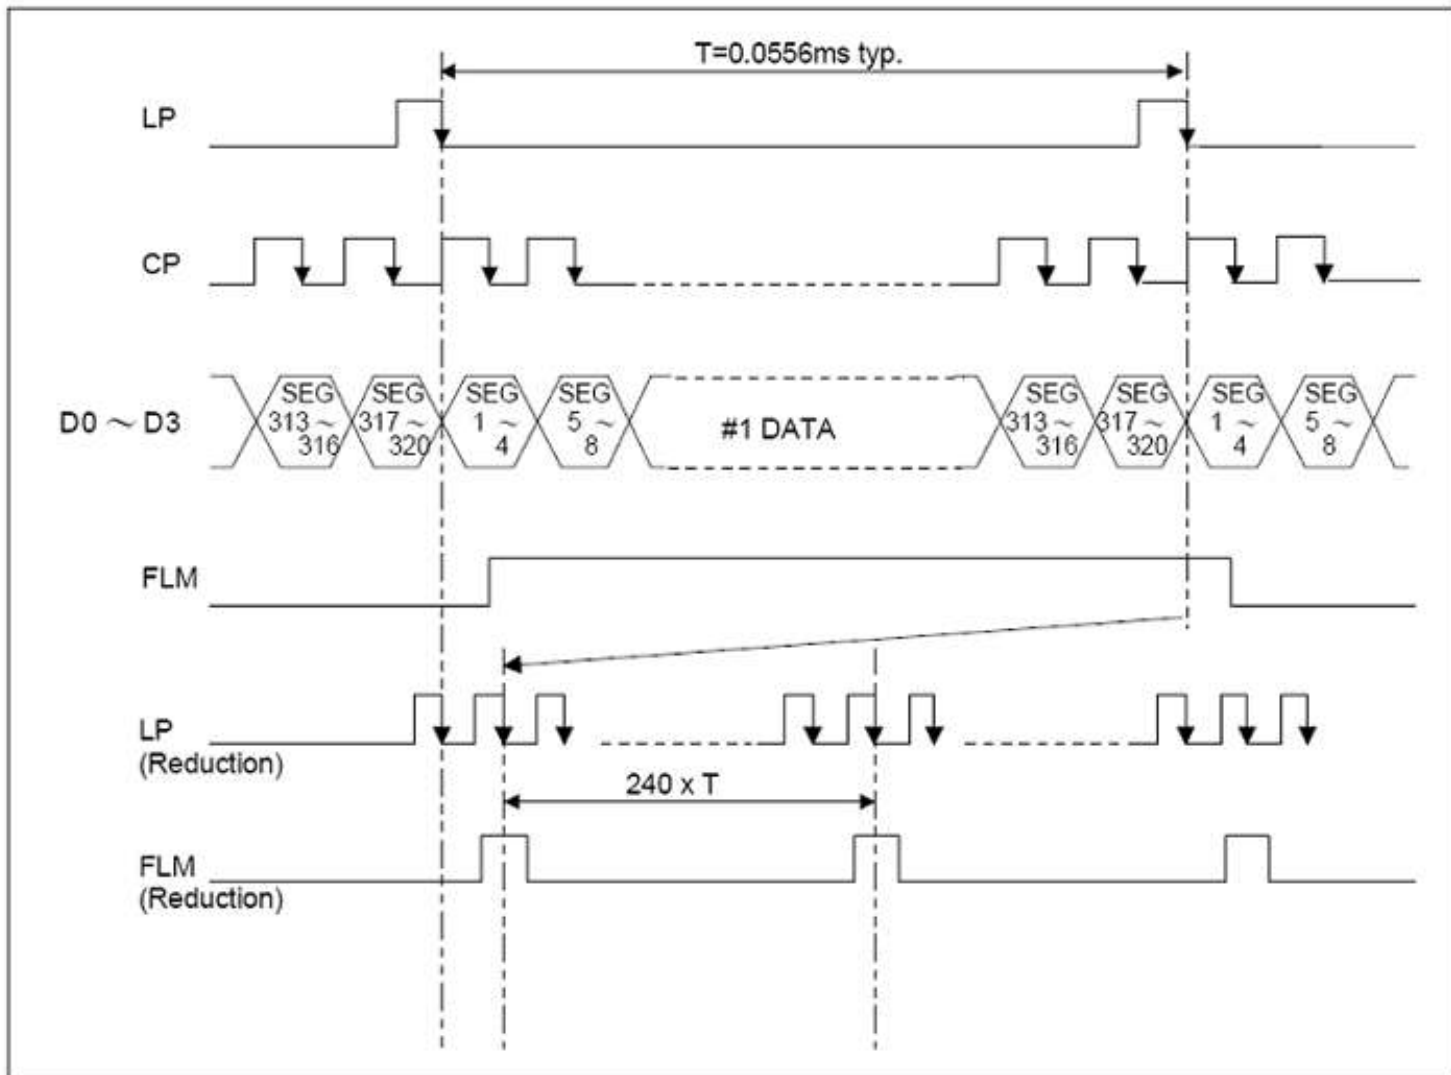 T=0.0556ms typ.
LP
CP
D0 ～ D3
SEG
313～
316
SEG
317～
320
SEG
1 ～
4
SEG
5 ～
8
#1 DATA
SEG
313～
316
SEG
317～
320
SEG
1 ～
4
SEG
5 ～
8
FLM
LP
(Reduction)
240 x T
FLM
(Reduction)